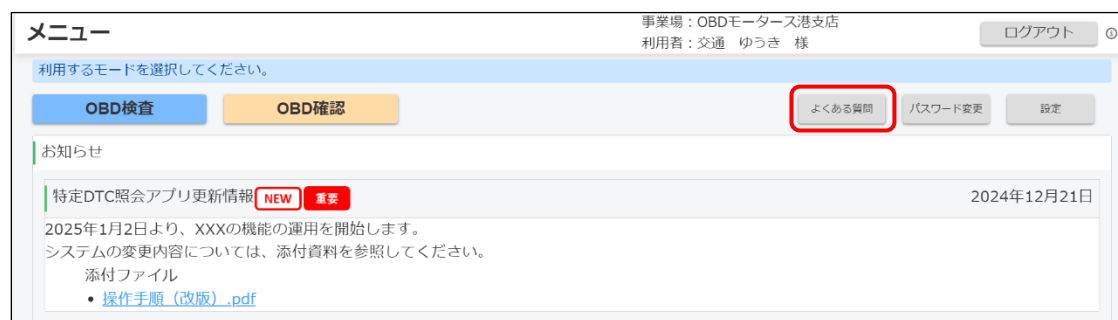 メニュー
事業場：OBDモータース港支店
利用者：交通　ゆうき　様
ログアウト
利用するモードを選択してください。
OBD検査
OBD確認
よくある質問
パスワード変更
設定
お知らせ
特定DTC照会アプリ更新情報 NEW 重要
2024年12月21日
2025年1月2日より、XXXの機能の運用を開始します。
システムの変更内容については、添付資料を参照してください。
添付ファイル
• 操作手順（改版）.pdf